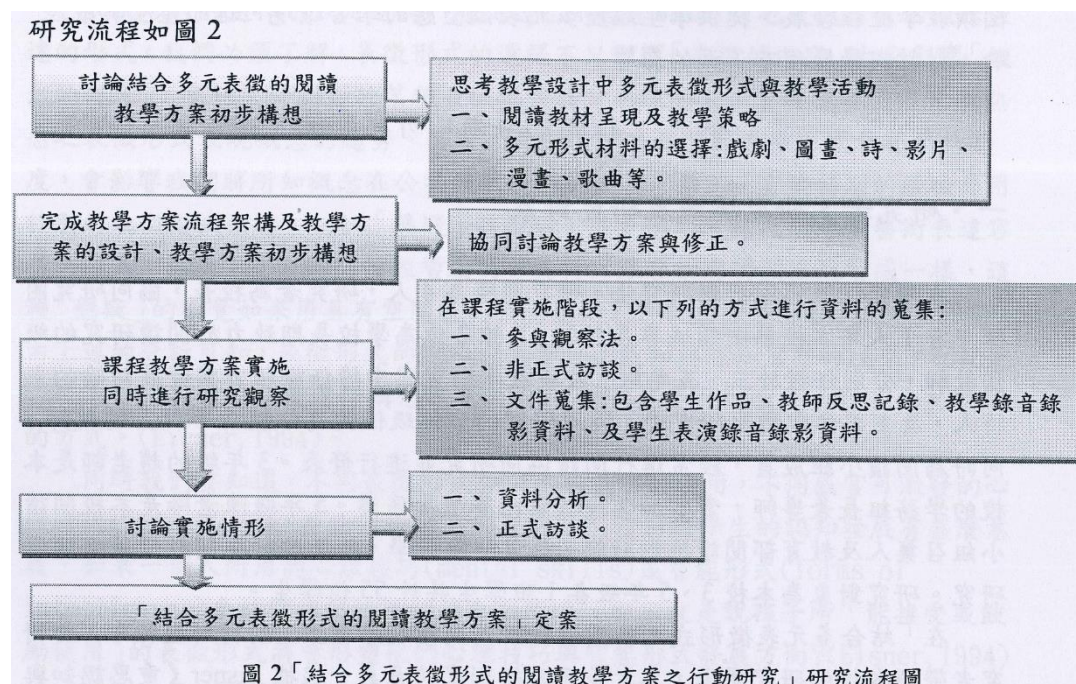 研究流程如圖 2
討論結合多元表徵的閱讀
教學方案初步構想
思考教學設計中多元表徵形式與教學活動
一、 閱讀教材呈現及教學策略
二、 多元形式材料的選擇:戲劇、圖畫、詩、影片、
漫畫、歌曲等。
完成教學方案流程架構及教學方
案的設計、教學方案初步構想
協同討論教學方案與修正。
課程教學方案實施
同時進行研究觀察
在課程實施階段，以下列的方式進行資料的蒐集:
一、 參與觀察法。
二、 非正式訪談。
三、 文件蒐集:包含學生作品、教師反思記錄、教學錄音錄
影資料、及學生表演錄音錄影資料。
討論實施情形
一、 資料分析。
二、 正式訪談。
「結合多元表徵形式的閱讀教學方案」定案
圖 2「結合多元表徵形式的閱讀教學方案之行動研究」研究流程圖